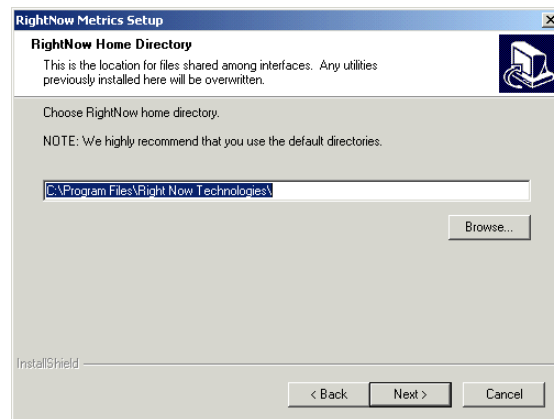 RightNow Metrics Setup
RightNow Home Directory
This is the location for files shared among interfaces. Any utilities
previously installed here will be overwritten.
Choose RightNow home directory.
NOTE: We highly recommend that you use the default directories.
C:\Program Files\Right Now Technologies\
Browse...
InstallShield
< Back
Next >
Cancel